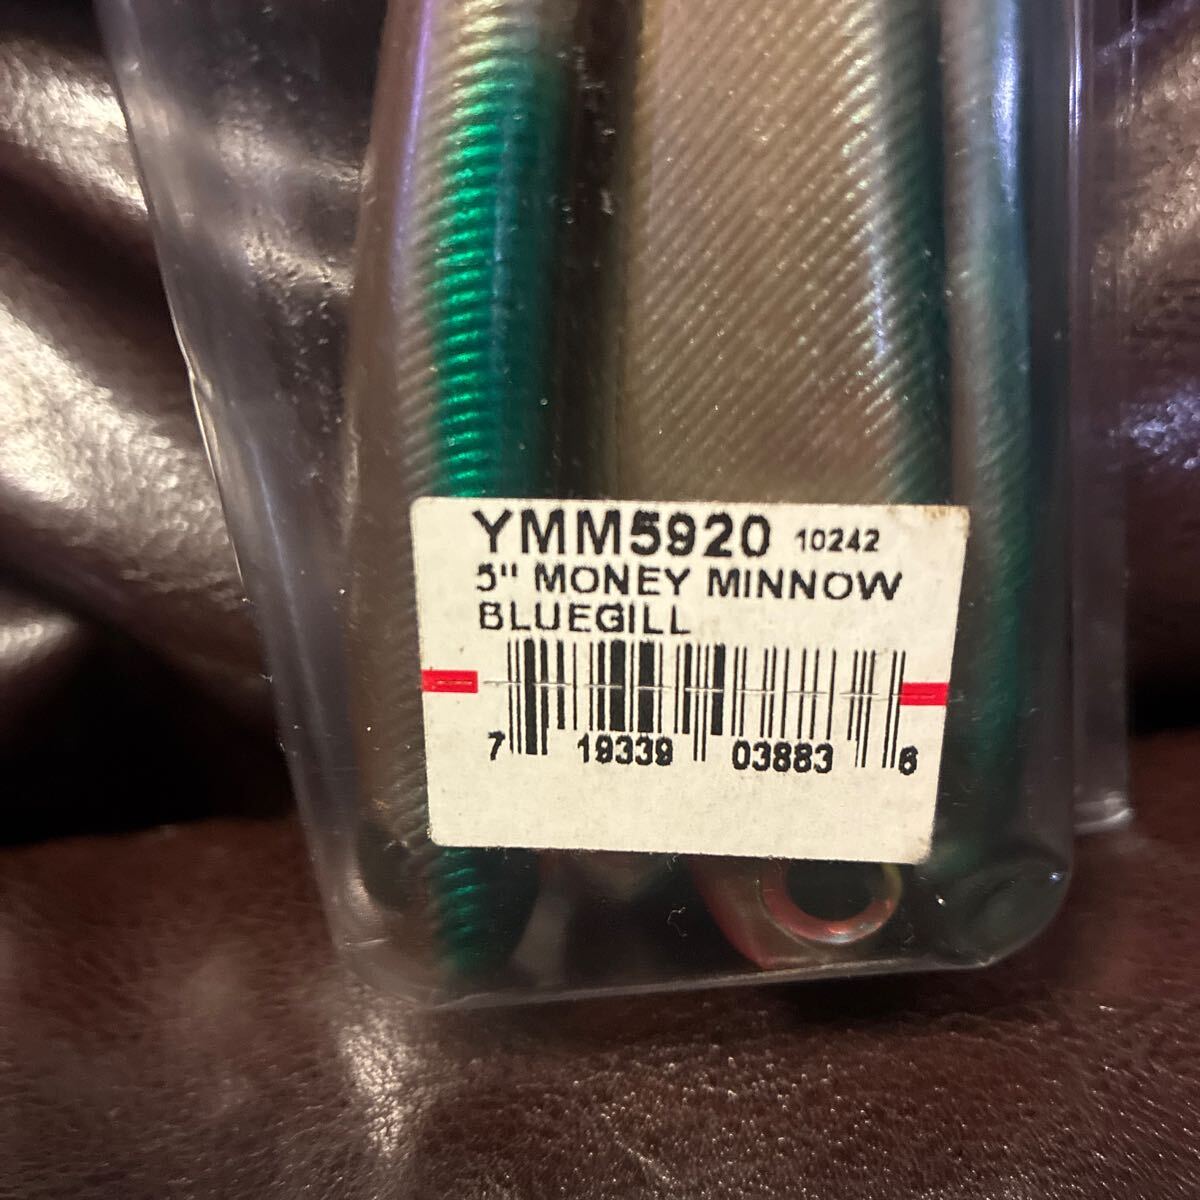 YMM5920 10242
5" MONEY MINNOW
BLUEGILL
7 19339 03883 6